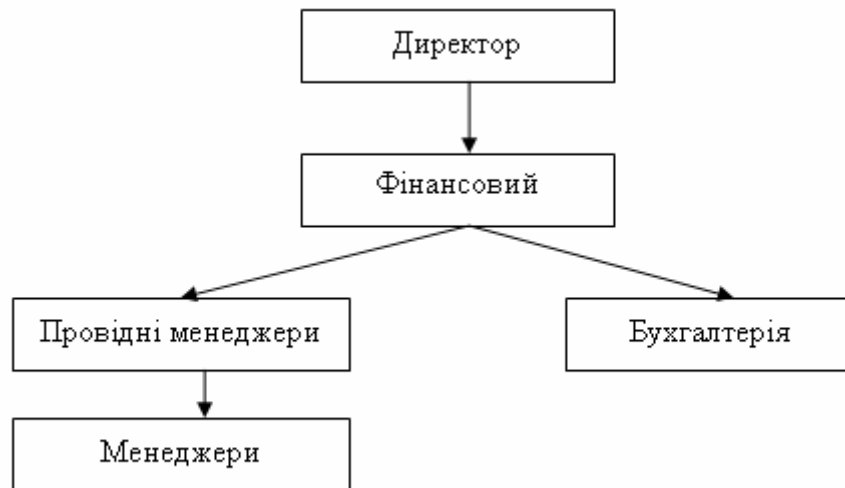 Директор
Фінансовий
Провідні менеджери
Бухгалтерія
Менеджери